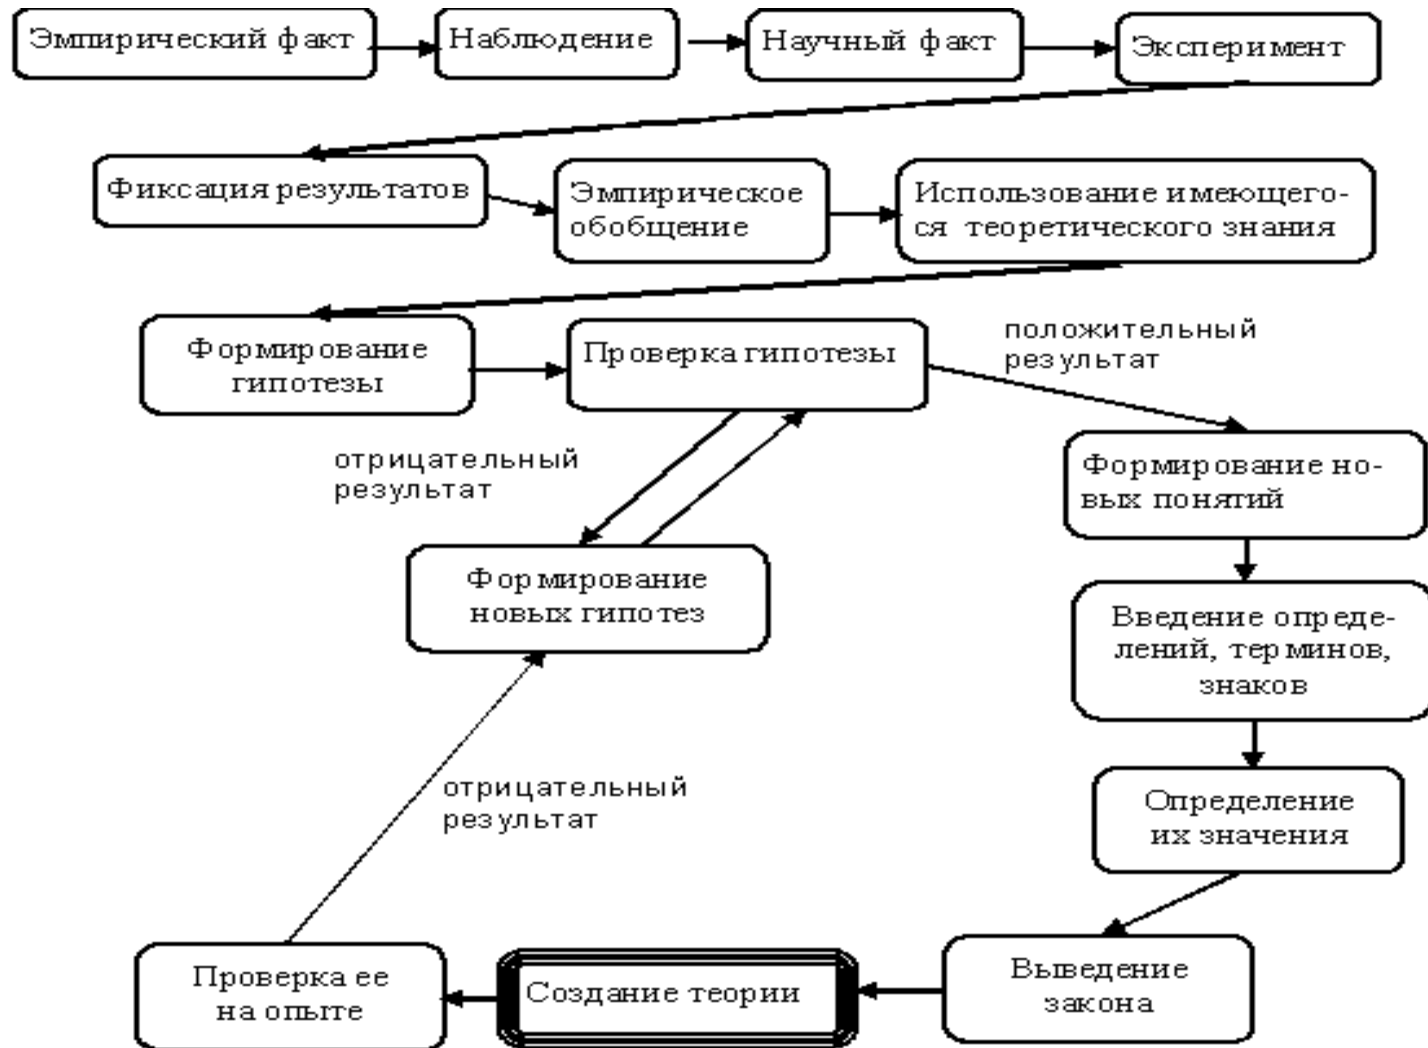 Эмпирический факт
Наблюдение
Научный факт
Эксперимент
Фиксация результатов
Эмпирическое
обобщение
Использование имеющего-
ся теоретического знания
Формирование
гипотезы
Проверка гипотезы
положительный
результат
отрицательный
результат
Формирование но-
вых понятий
Формирование
новых гипотез
Введение опреде-
лений, терминов,
знаков
отрицательный
результат
Определение
их значения
Проверка ее
на опыте
Создание теории
Выведение
закона